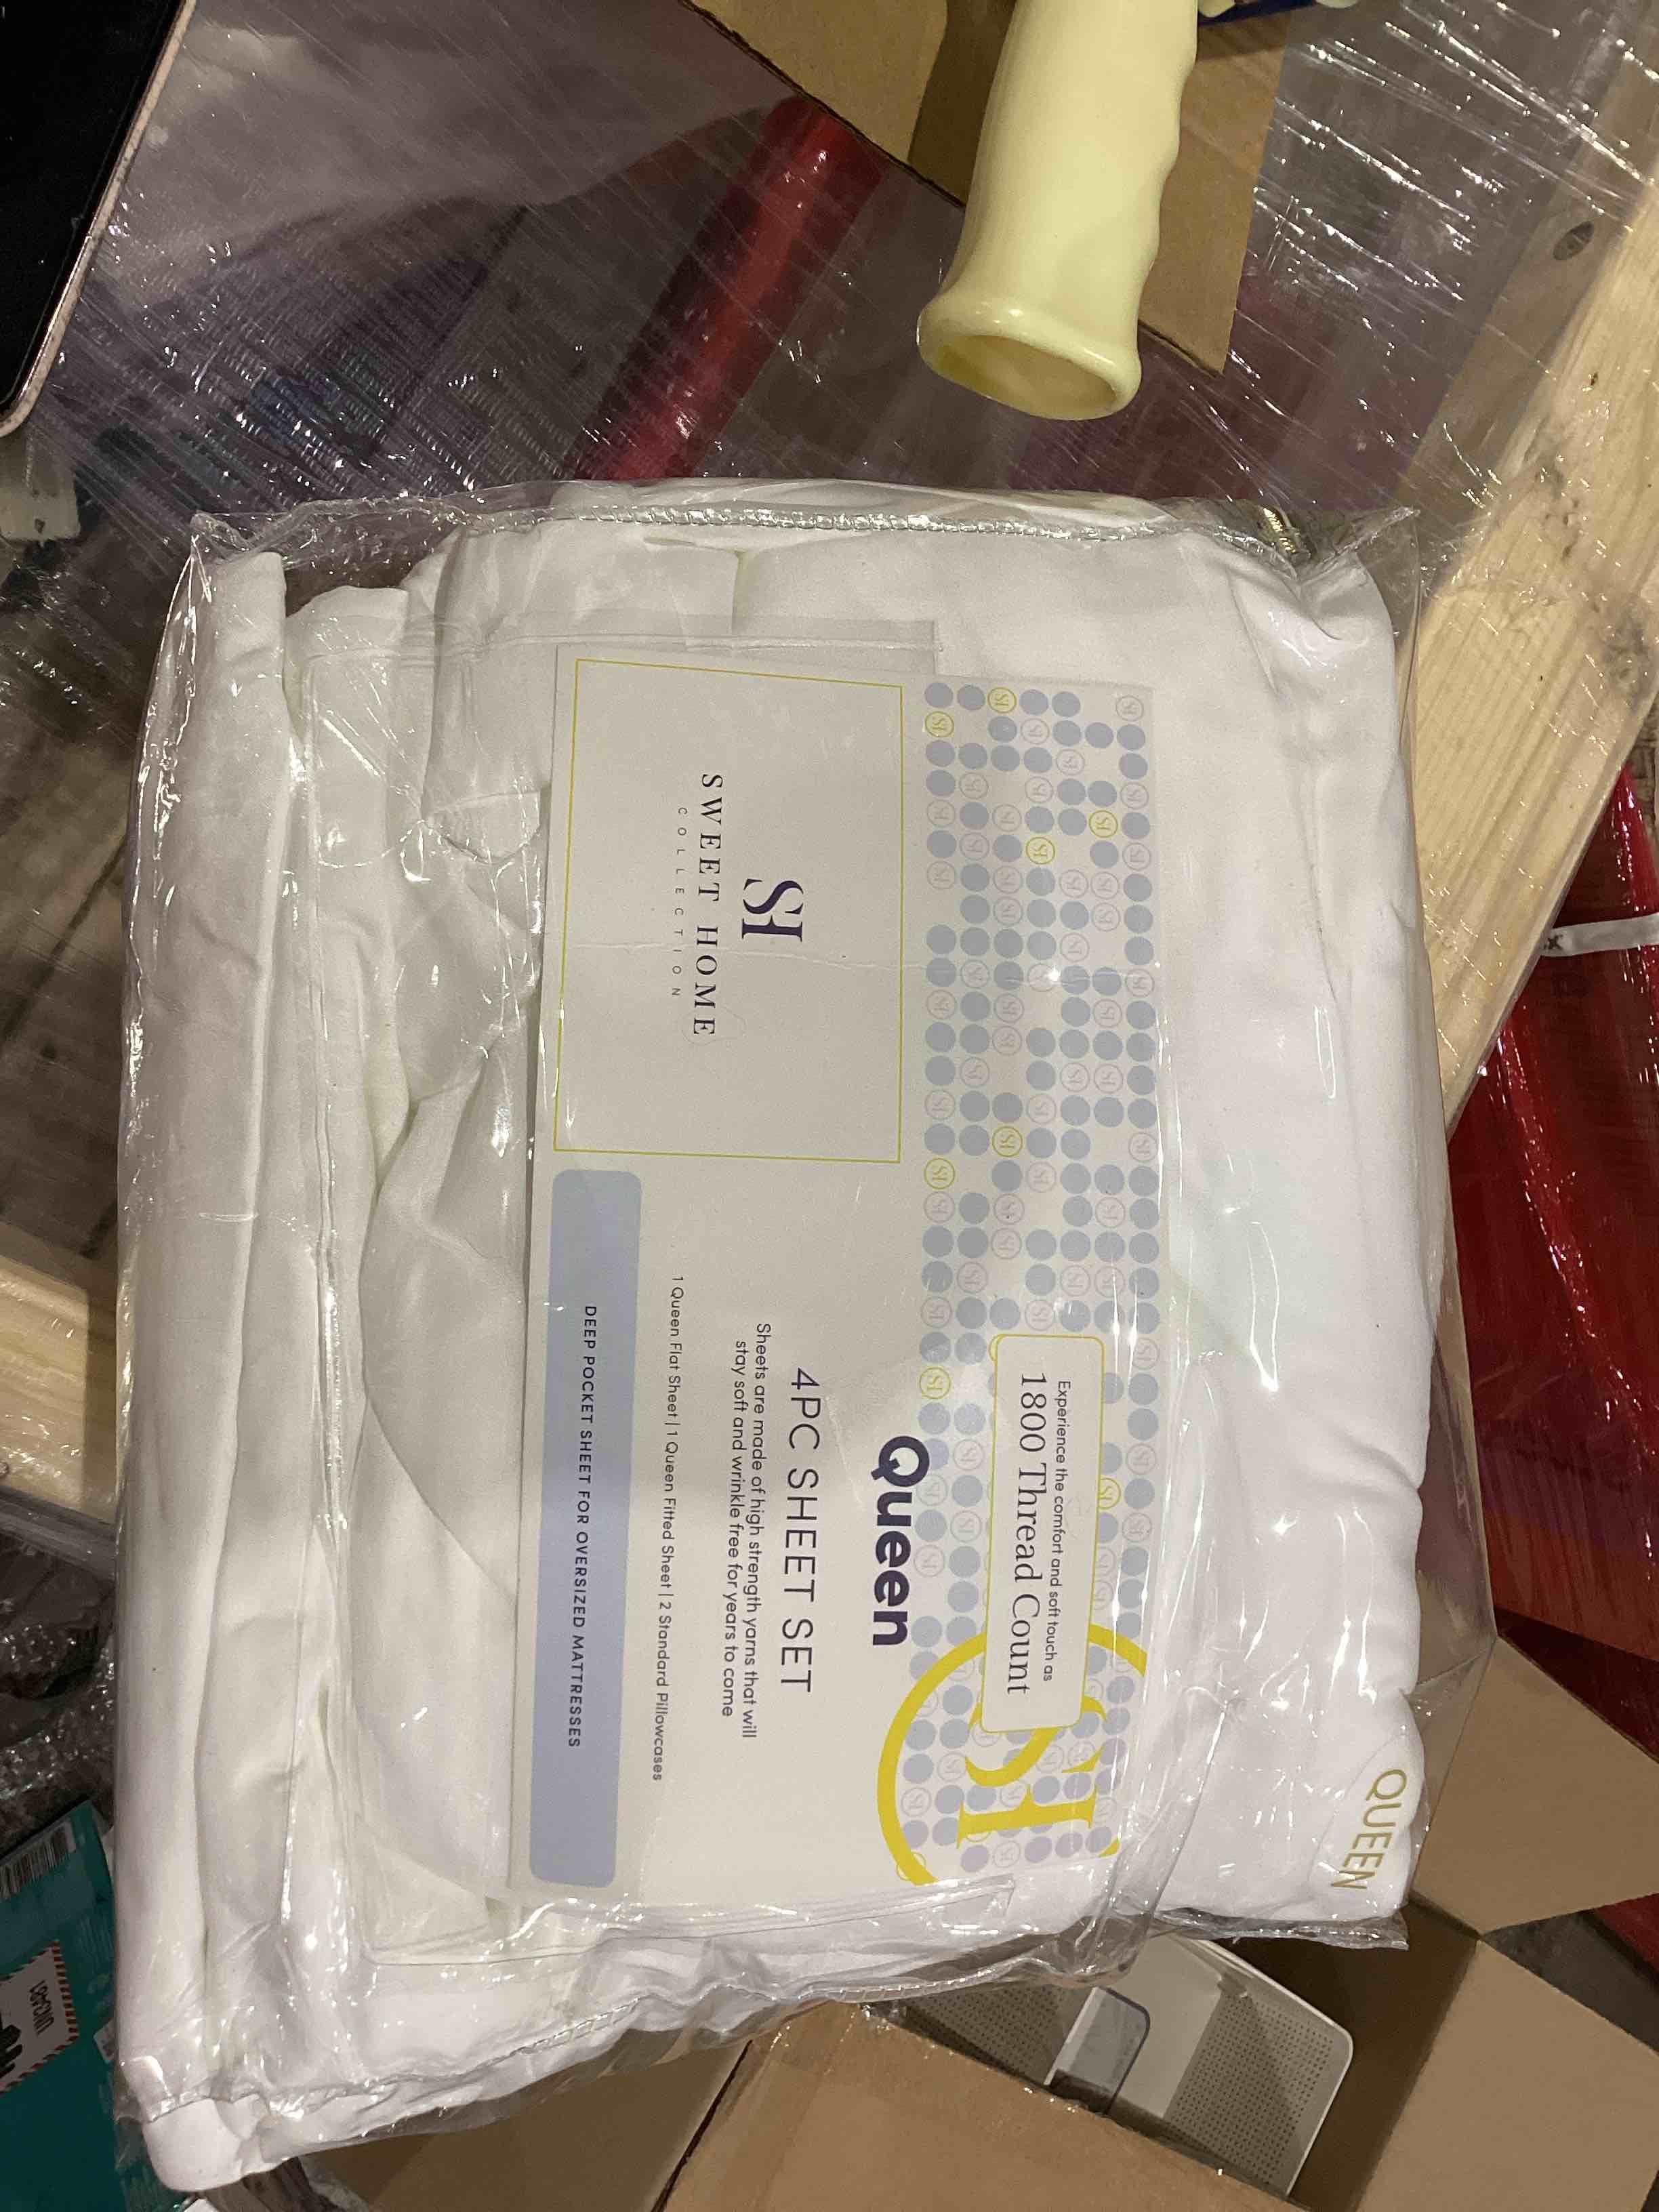 QUEEN
Experience the comfort and soft touch as
1800 Thread Count
SH
Queen
SH
SWEET HOME
COLLECTION
4PC SHEET SET
Sheets are made of high strength yarns that will
stay soft and wrinkle free for years to come
1 Queen Flat Sheet | 1 Queen Fitted Sheet | 2 Standard Pillowcases
DEEP POCKET SHEET FOR OVERSIZED MATTRESSES